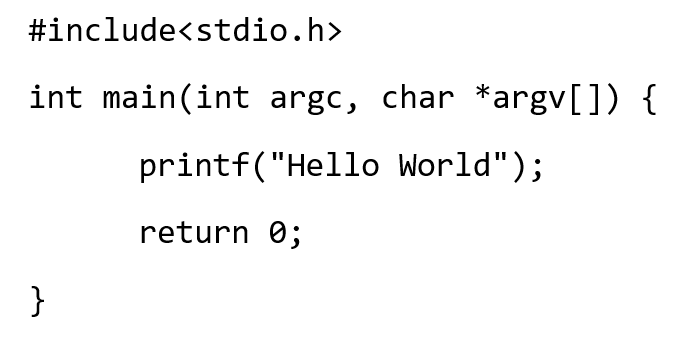 #include<stdio.h>
int main(int argc, char *argv[]) {
printf("Hello World");
return 0;
}